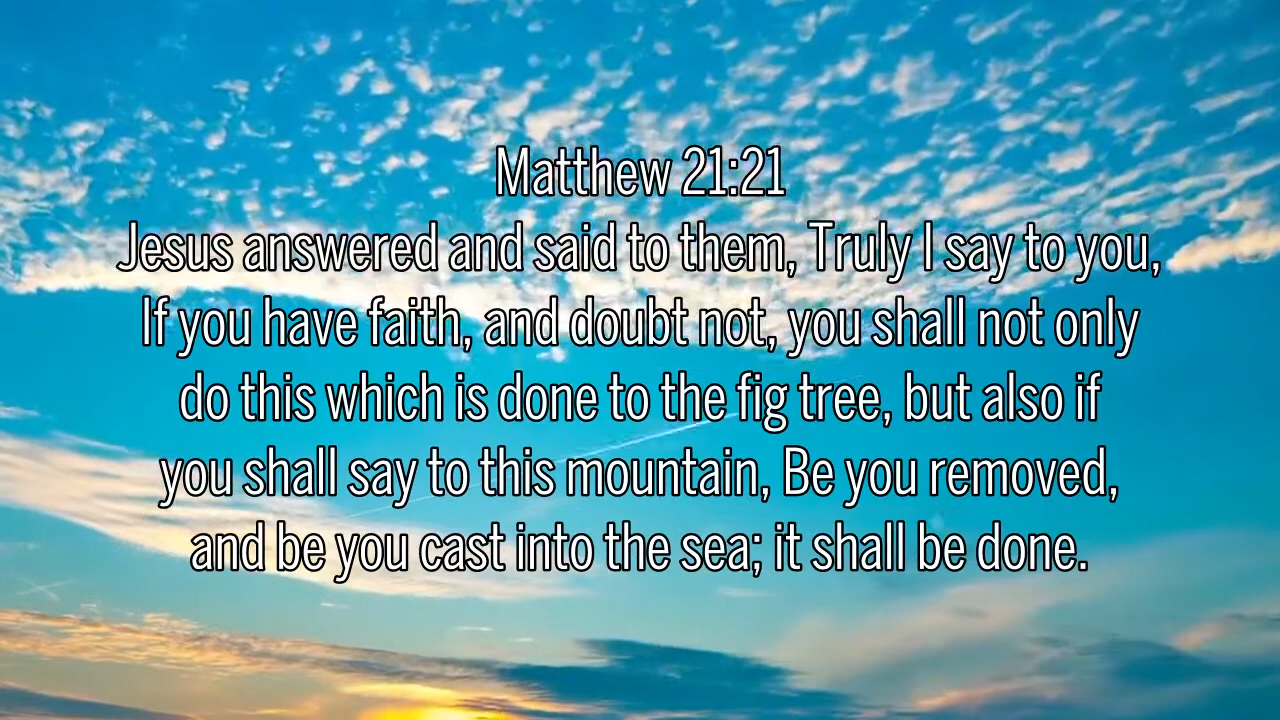 Matthew 21:21
Jesus answered and said to them, Truly I say to you,
If you have faith, and doubt not, you shall not only
do this which is done to the fig tree, but also if
you shall say to this mountain, Be you removed,
and be you cast into the sea; it shall be done.